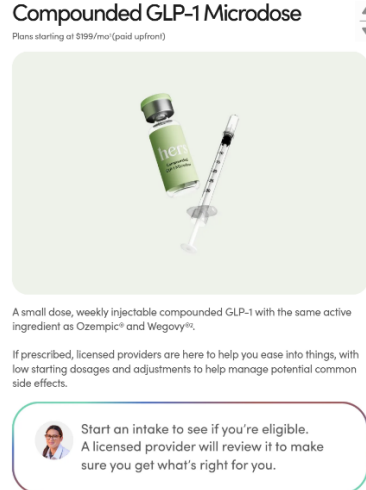 Compounded GLP-1 Microdose
Plans starting at $199/mo¹(paid upfront)
hers
Compounded
GLP-1 Microdose
A small dose, weekly injectable compounded GLP-1 with the same active
ingredient as Ozempic® and Wegovy®².
If prescribed, licensed providers are here to help you ease into things, with
low starting dosages and adjustments to help manage potential common
side effects.
Start an intake to see if you're eligible.
A licensed provider will review it to make
sure you get what's right for you.